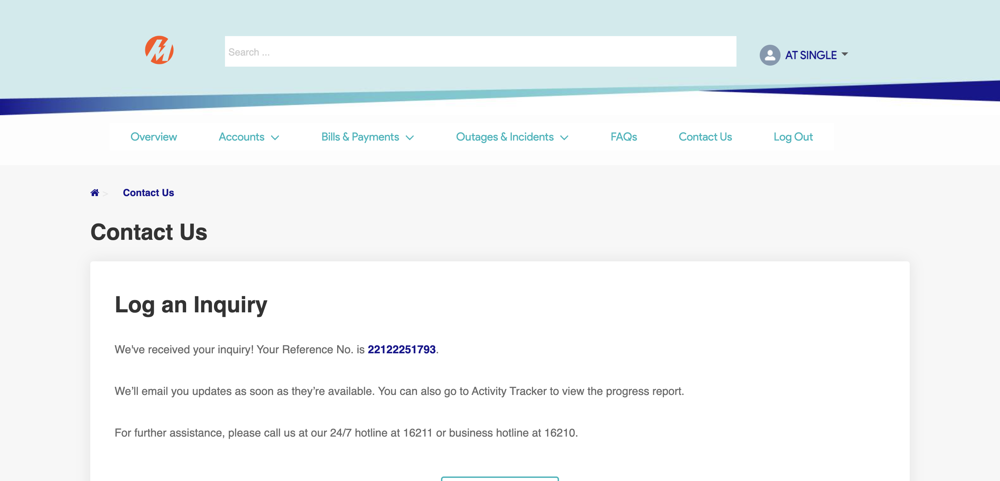 Search ...
AT SINGLE
Overview
Accounts
Bills & Payments
Outages & Incidents
FAQs
Contact Us
Log Out
> Contact Us
Contact Us
Log an Inquiry
We've received your inquiry! Your Reference No. is 22122251793.
We’ll email you updates as soon as they’re available. You can also go to Activity Tracker to view the progress report.
For further assistance, please call us at our 24/7 hotline at 16211 or business hotline at 16210.